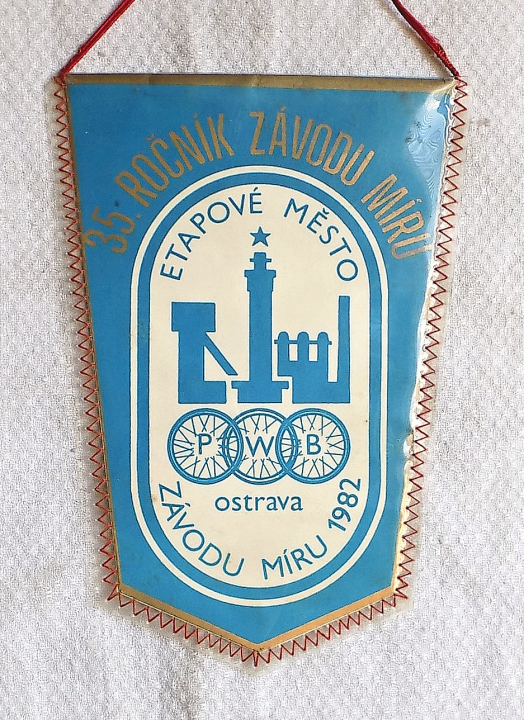 35. ROČNÍK ZÁVODU MÍRU
ETAPOVÉ MĚSTO
P W B
ostrava
ZÁVODU MÍRU 1982